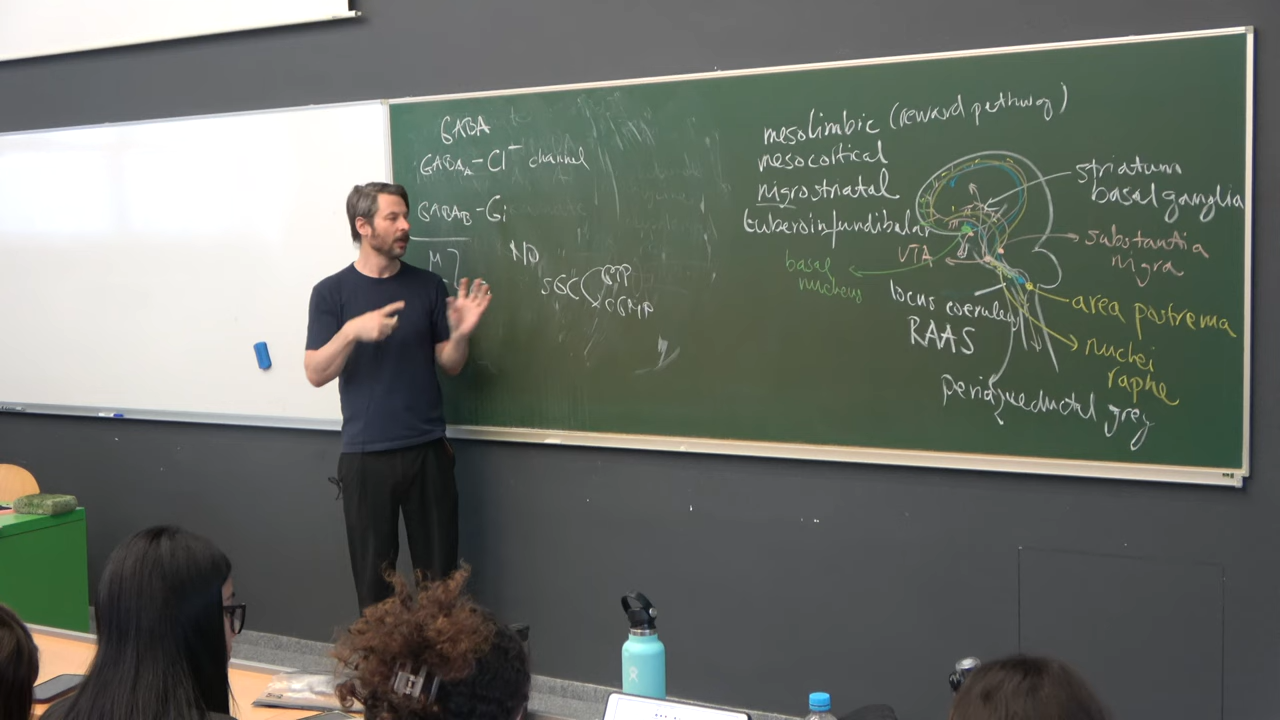 GABA
GABAA-Cl⁻ channel
GABAB-Gi
M
NO
sGC GTP
cGMP
mesolimbic (reward pathway)
mesocortical
nigrostriatal
tuberoinfundibular
striatum
basal ganglia
substantia
nigra
VTA
basal
nucleus
locus coeruleus
RAAS
area postrema
nuclei
raphe
periaqueductal grey